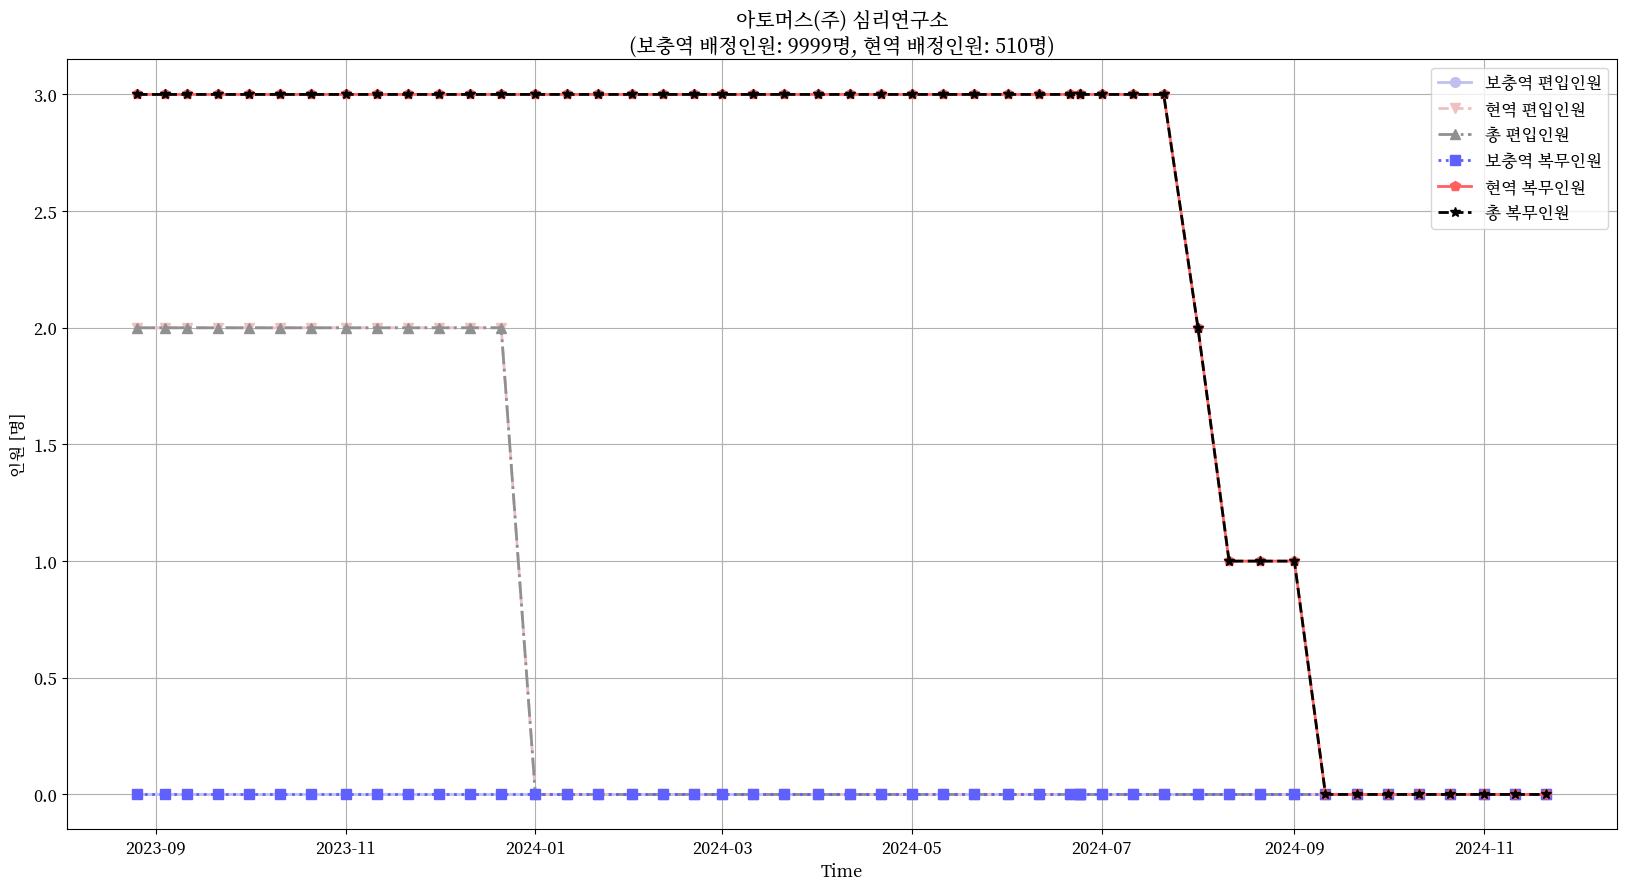 아토머스(주) 심리연구소
(보충역 배정인원: 9999명, 현역 배정인원: 510명)
보충역 편입인원
현역 편입인원
총 편입인원
보충역 복무인원
현역 복무인원
총 복무인원
인원 [명]
3.0
2.5
2.0
1.5
1.0
0.5
0.0
2023-09
2023-11
2024-01
2024-03
2024-05
2024-07
2024-09
2024-11
Time